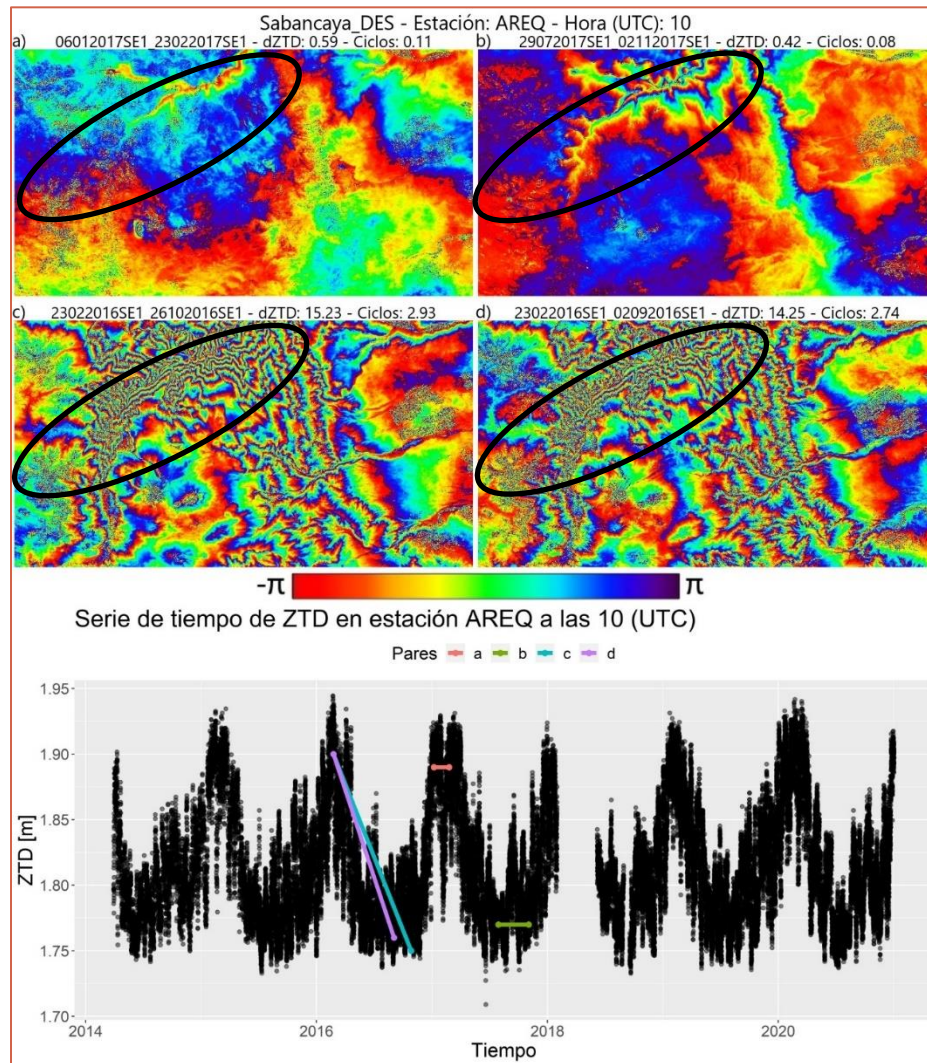 Sabancaya_DES - Estación: AREQ - Hora (UTC): 10
a) 06012017SE1_23022017SE1 - dZTD: 0.59 - Ciclos: 0.11
b) 29072017SE1_02112017SE1 - dZTD: 0.42 - Ciclos: 0.08
c) 23022016SE1_26102016SE1 - dZTD: 15.23 - Ciclos: 2.93
d) 23022016SE1_02092016SE1 - dZTD: 14.25 - Ciclos: 2.74
-π π
Serie de tiempo de ZTD en estación AREQ a las 10 (UTC)
Pares a b c d
ZTD [m]
1.95
1.90
1.85
1.80
1.75
1.70
2014 2016 2018 2020
Tiempo